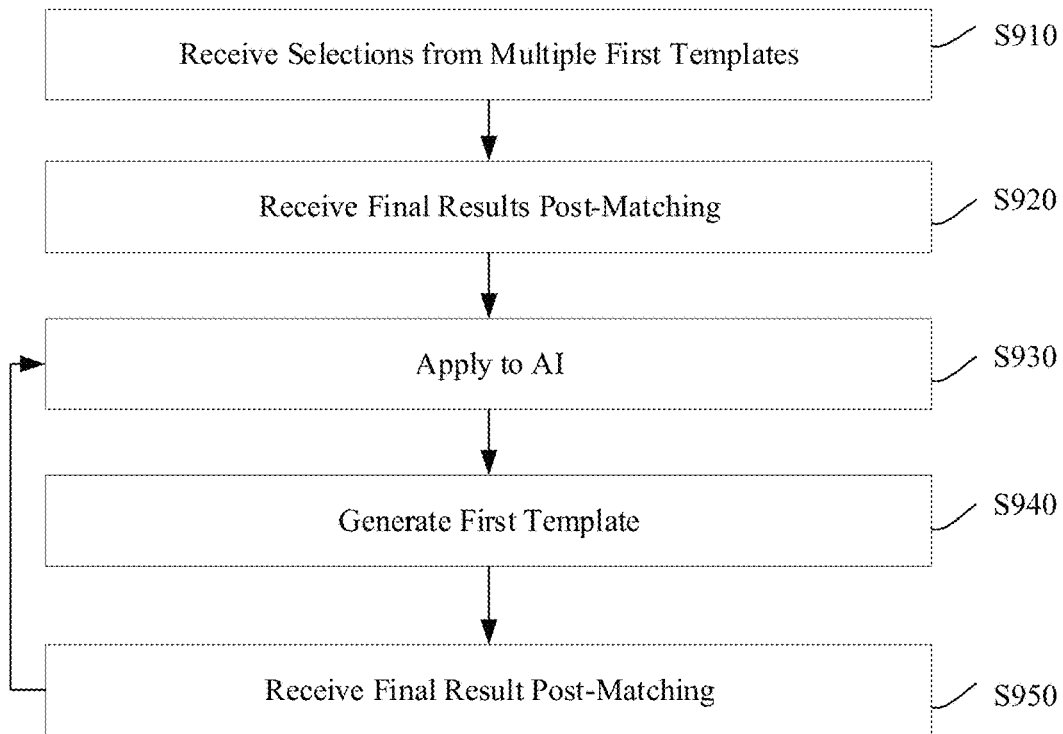 Receive Selections from Multiple First Templates
S910
Receive Final Results Post-Matching
S920
Apply to AI
S930
Generate First Template
S940
Receive Final Result Post-Matching
S950